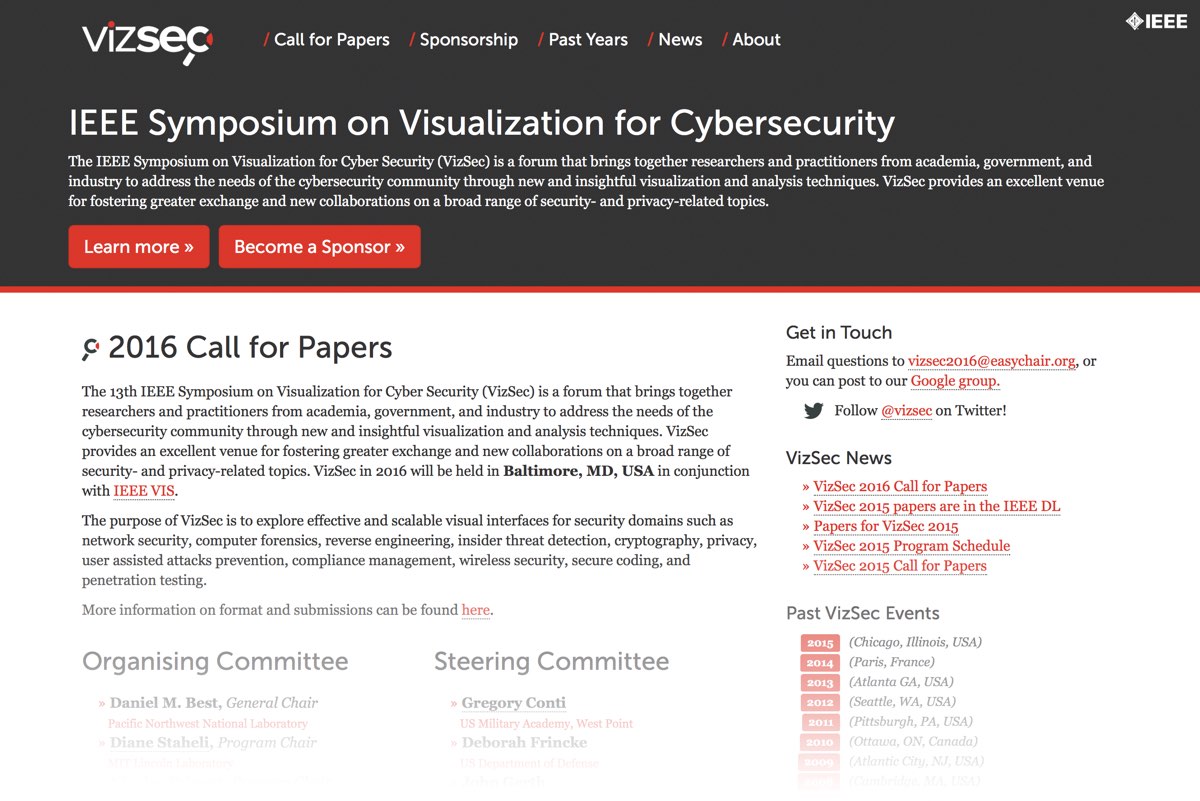 vizsec
/ Call for Papers / Sponsorship / Past Years / News / About
IEEE
IEEE Symposium on Visualization for Cybersecurity
The IEEE Symposium on Visualization for Cyber Security (VizSec) is a forum that brings together researchers and practitioners from academia, government, and
industry to address the needs of the cybersecurity community through new and insightful visualization and analysis techniques. VizSec provides an excellent venue
for fostering greater exchange and new collaborations on a broad range of security- and privacy-related topics.
Learn more »
Become a Sponsor »
2016 Call for Papers
The 13th IEEE Symposium on Visualization for Cyber Security (VizSec) is a forum that brings together
researchers and practitioners from academia, government, and industry to address the needs of the
cybersecurity community through new and insightful visualization and analysis techniques. VizSec
provides an excellent venue for fostering greater exchange and new collaborations on a broad range of
security- and privacy-related topics. VizSec in 2016 will be held in Baltimore, MD, USA in conjunction
with IEEE VIS.
The purpose of VizSec is to explore effective and scalable visual interfaces for security domains such as
network security, computer forensics, reverse engineering, insider threat detection, cryptography, privacy,
user assisted attacks prevention, compliance management, wireless security, secure coding, and
penetration testing.
More information on format and submissions can be found here.
Organising Committee
» Daniel M. Best, General Chair
Pacific Northwest National Laboratory
» Diane Staheli, Program Chair
MIT Lincoln Laboratory
Steering Committee
» Gregory Conti
US Military Academy, West Point
» Deborah Frincke
US Department of Defense
Get in Touch
Email questions to vizsec2016@easychair.org, or
you can post to our Google group.
Follow @vizsec on Twitter!
VizSec News
» VizSec 2016 Call for Papers
» VizSec 2015 papers are in the IEEE DL
» Papers for VizSec 2015
» VizSec 2015 Program Schedule
» VizSec 2015 Call for Papers
Past VizSec Events
2015 (Chicago, Illinois, USA)
2014 (Paris, France)
2013 (Atlanta GA, USA)
2012 (Seattle, WA, USA)
2011 (Pittsburgh, PA, USA)
2010 (Ottawa, ON, Canada)
2009 (Atlantic City, NJ, USA)
2008 (Cambridge, MA, USA)